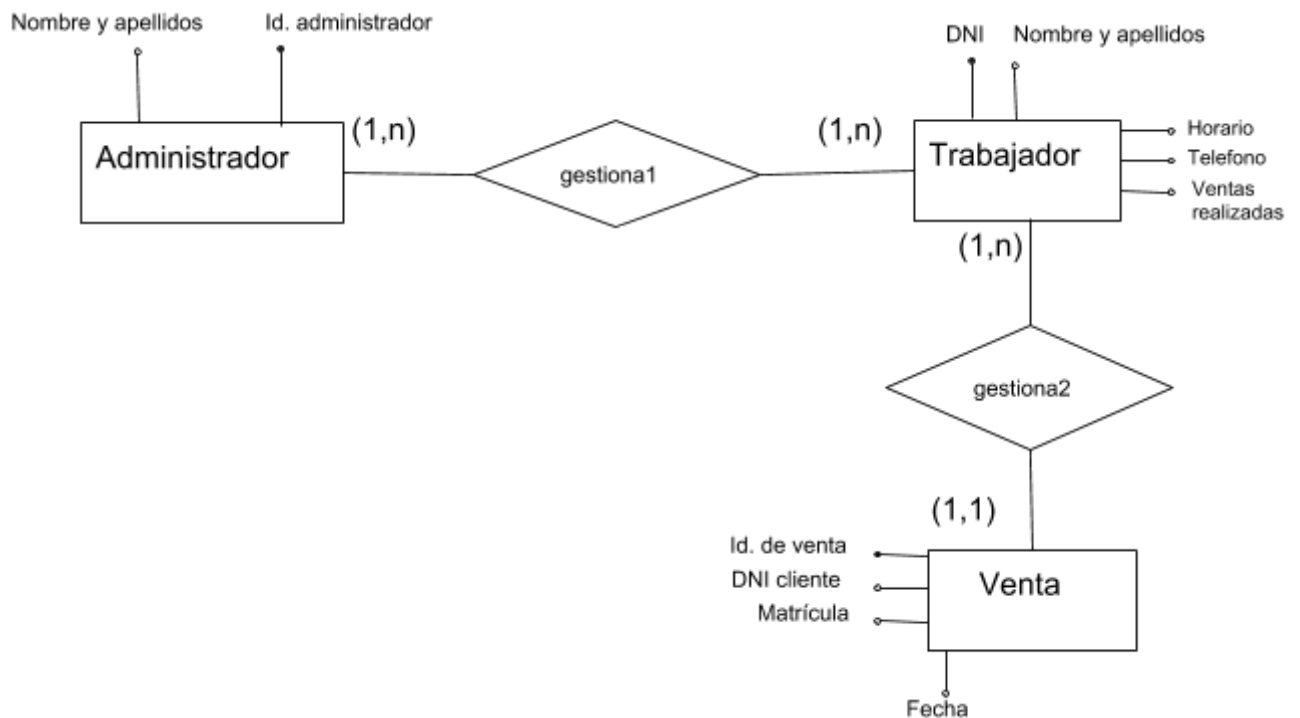 Nombre y apellidos
Id. administrador
DNI
Nombre y apellidos
(1,n)
(1,n)
Administrador
gestiona1
Trabajador
Horario
Telefono
Ventas
realizadas
(1,n)
gestiona2
(1,1)
Id. de venta
DNI cliente
Matrícula
Venta
Fecha